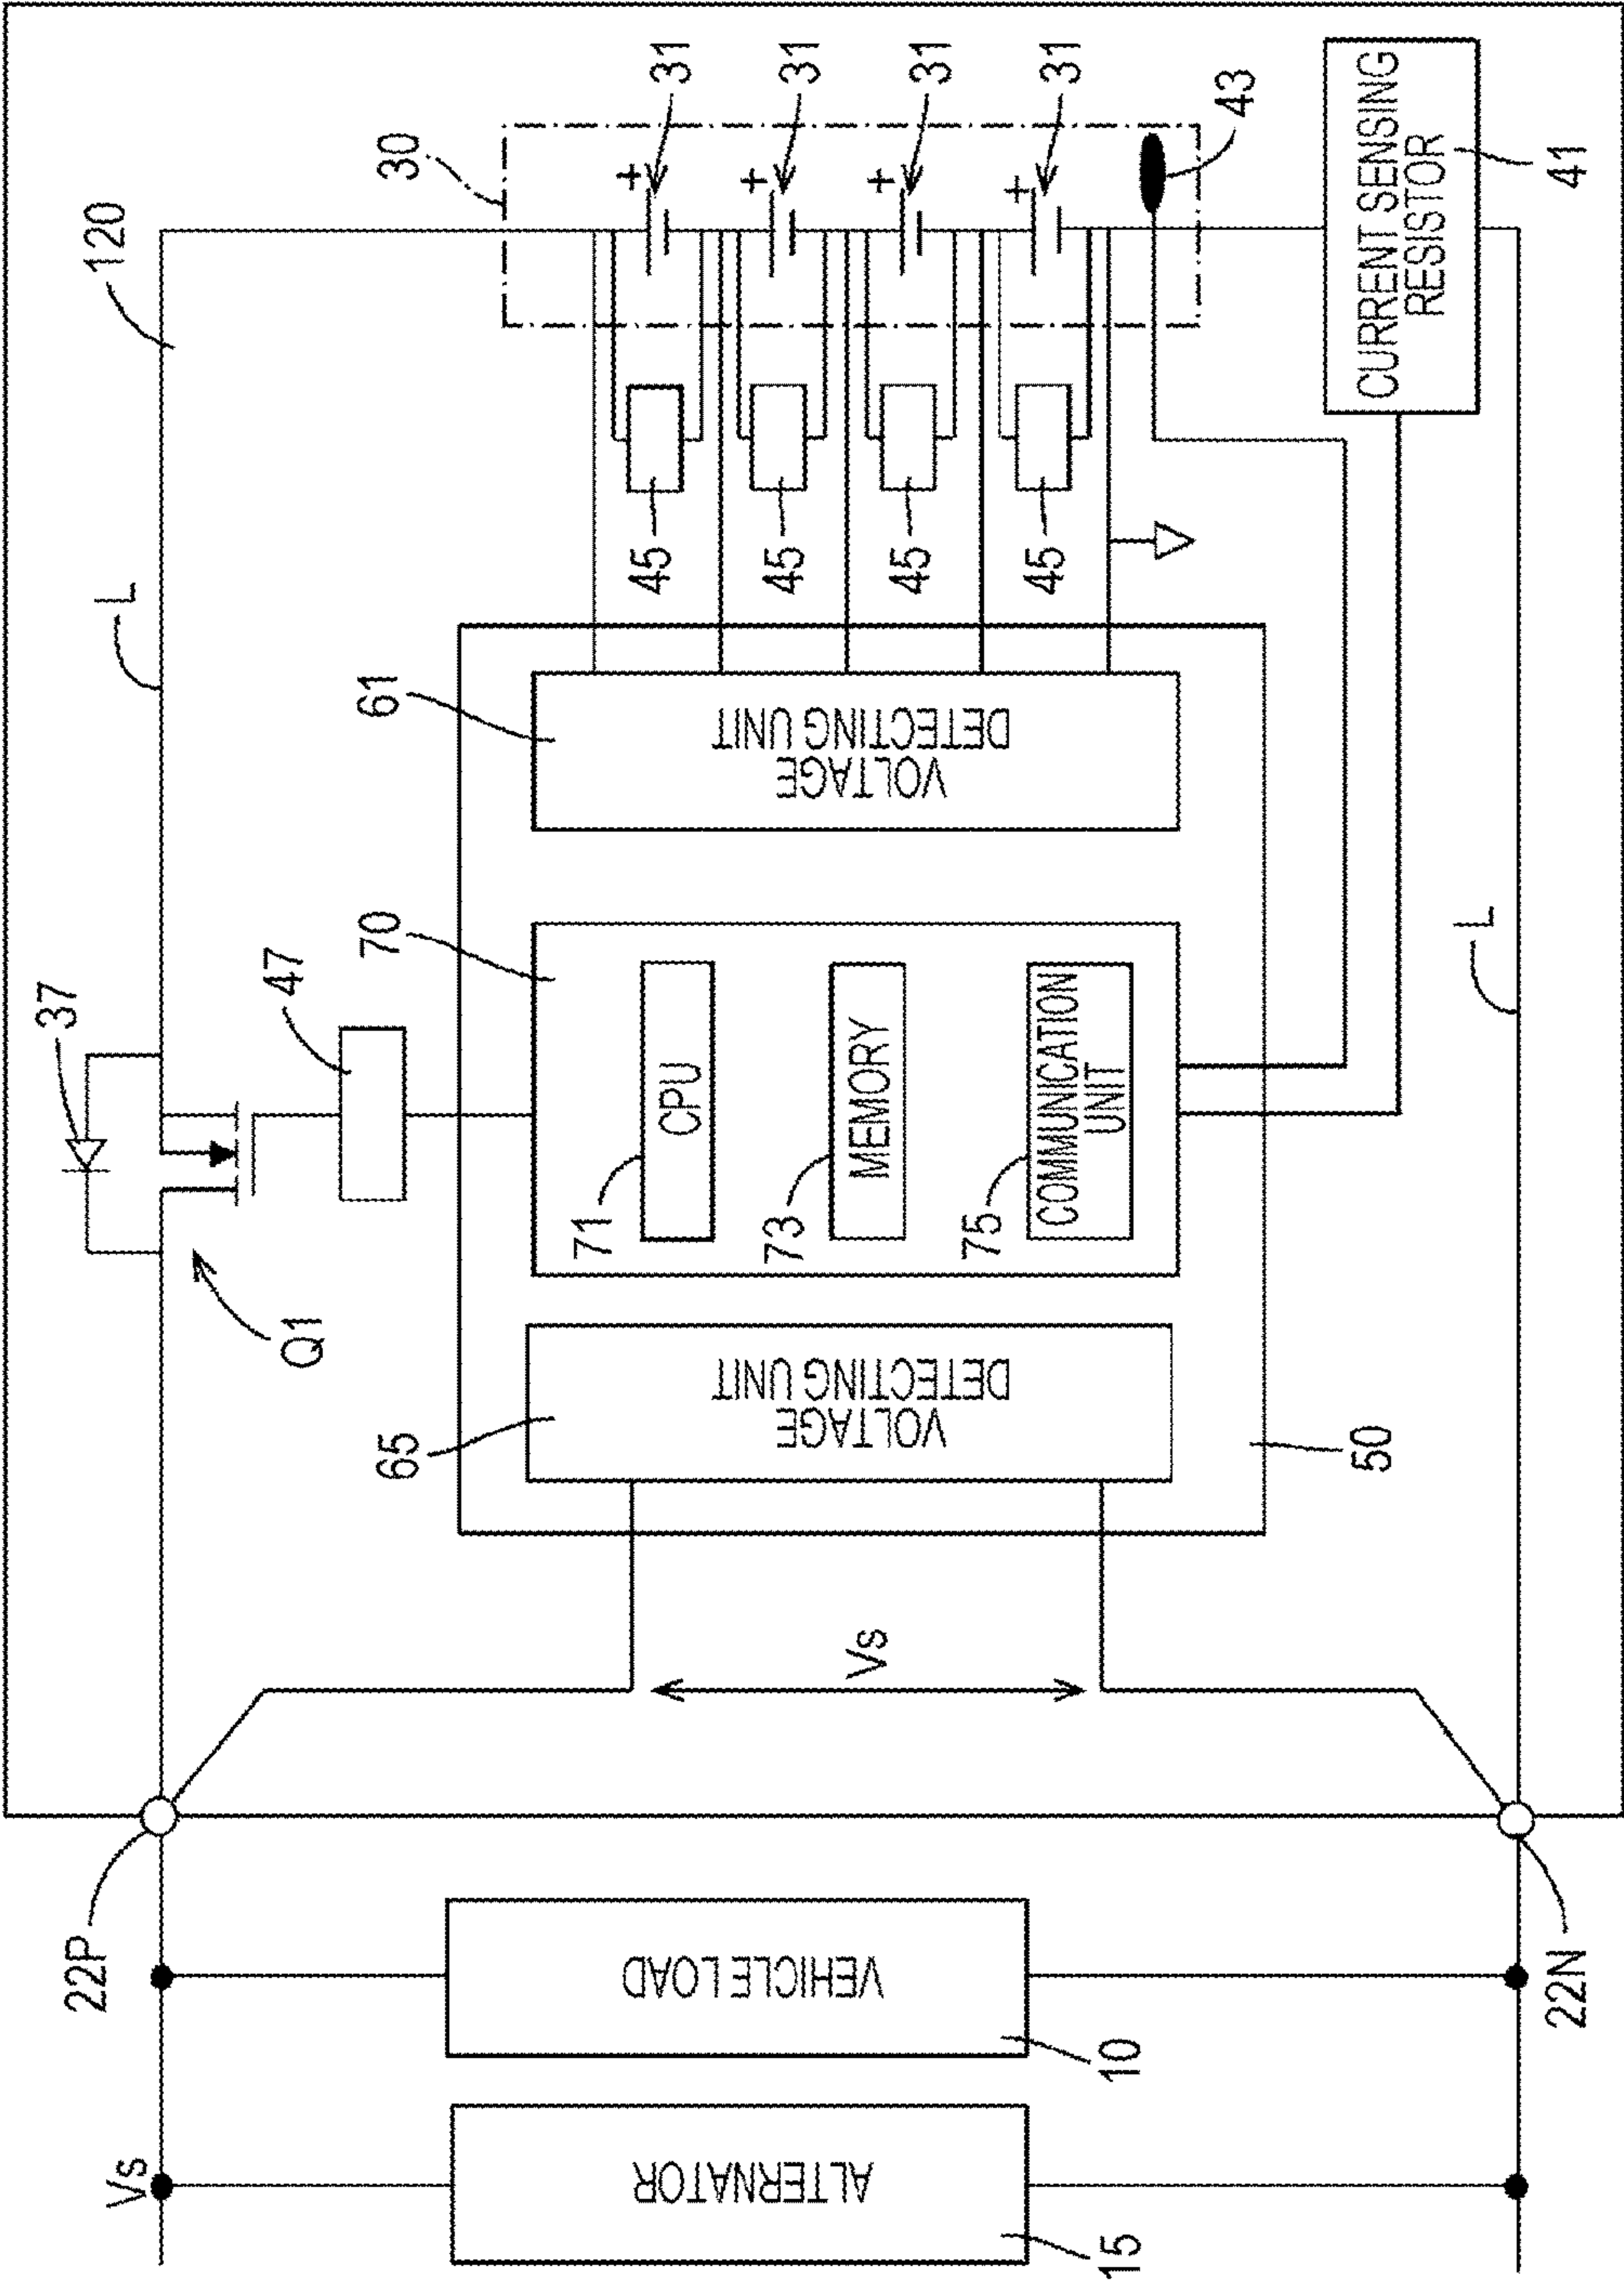 120
L
37
47
Q1
22P
Vs
30
+
31
+
31
+
31
+
31
43
45
45
45
45
CURRENT SENSING
RESISTOR
41
61
VOLTAGE
DETECTING UNIT
70
71
CPU
73
MEMORY
75
COMMUNICATION
UNIT
65
VOLTAGE
DETECTING UNIT
50
L
Vs
VEHICLE LOAD
10
22N
ALTERNATOR
15